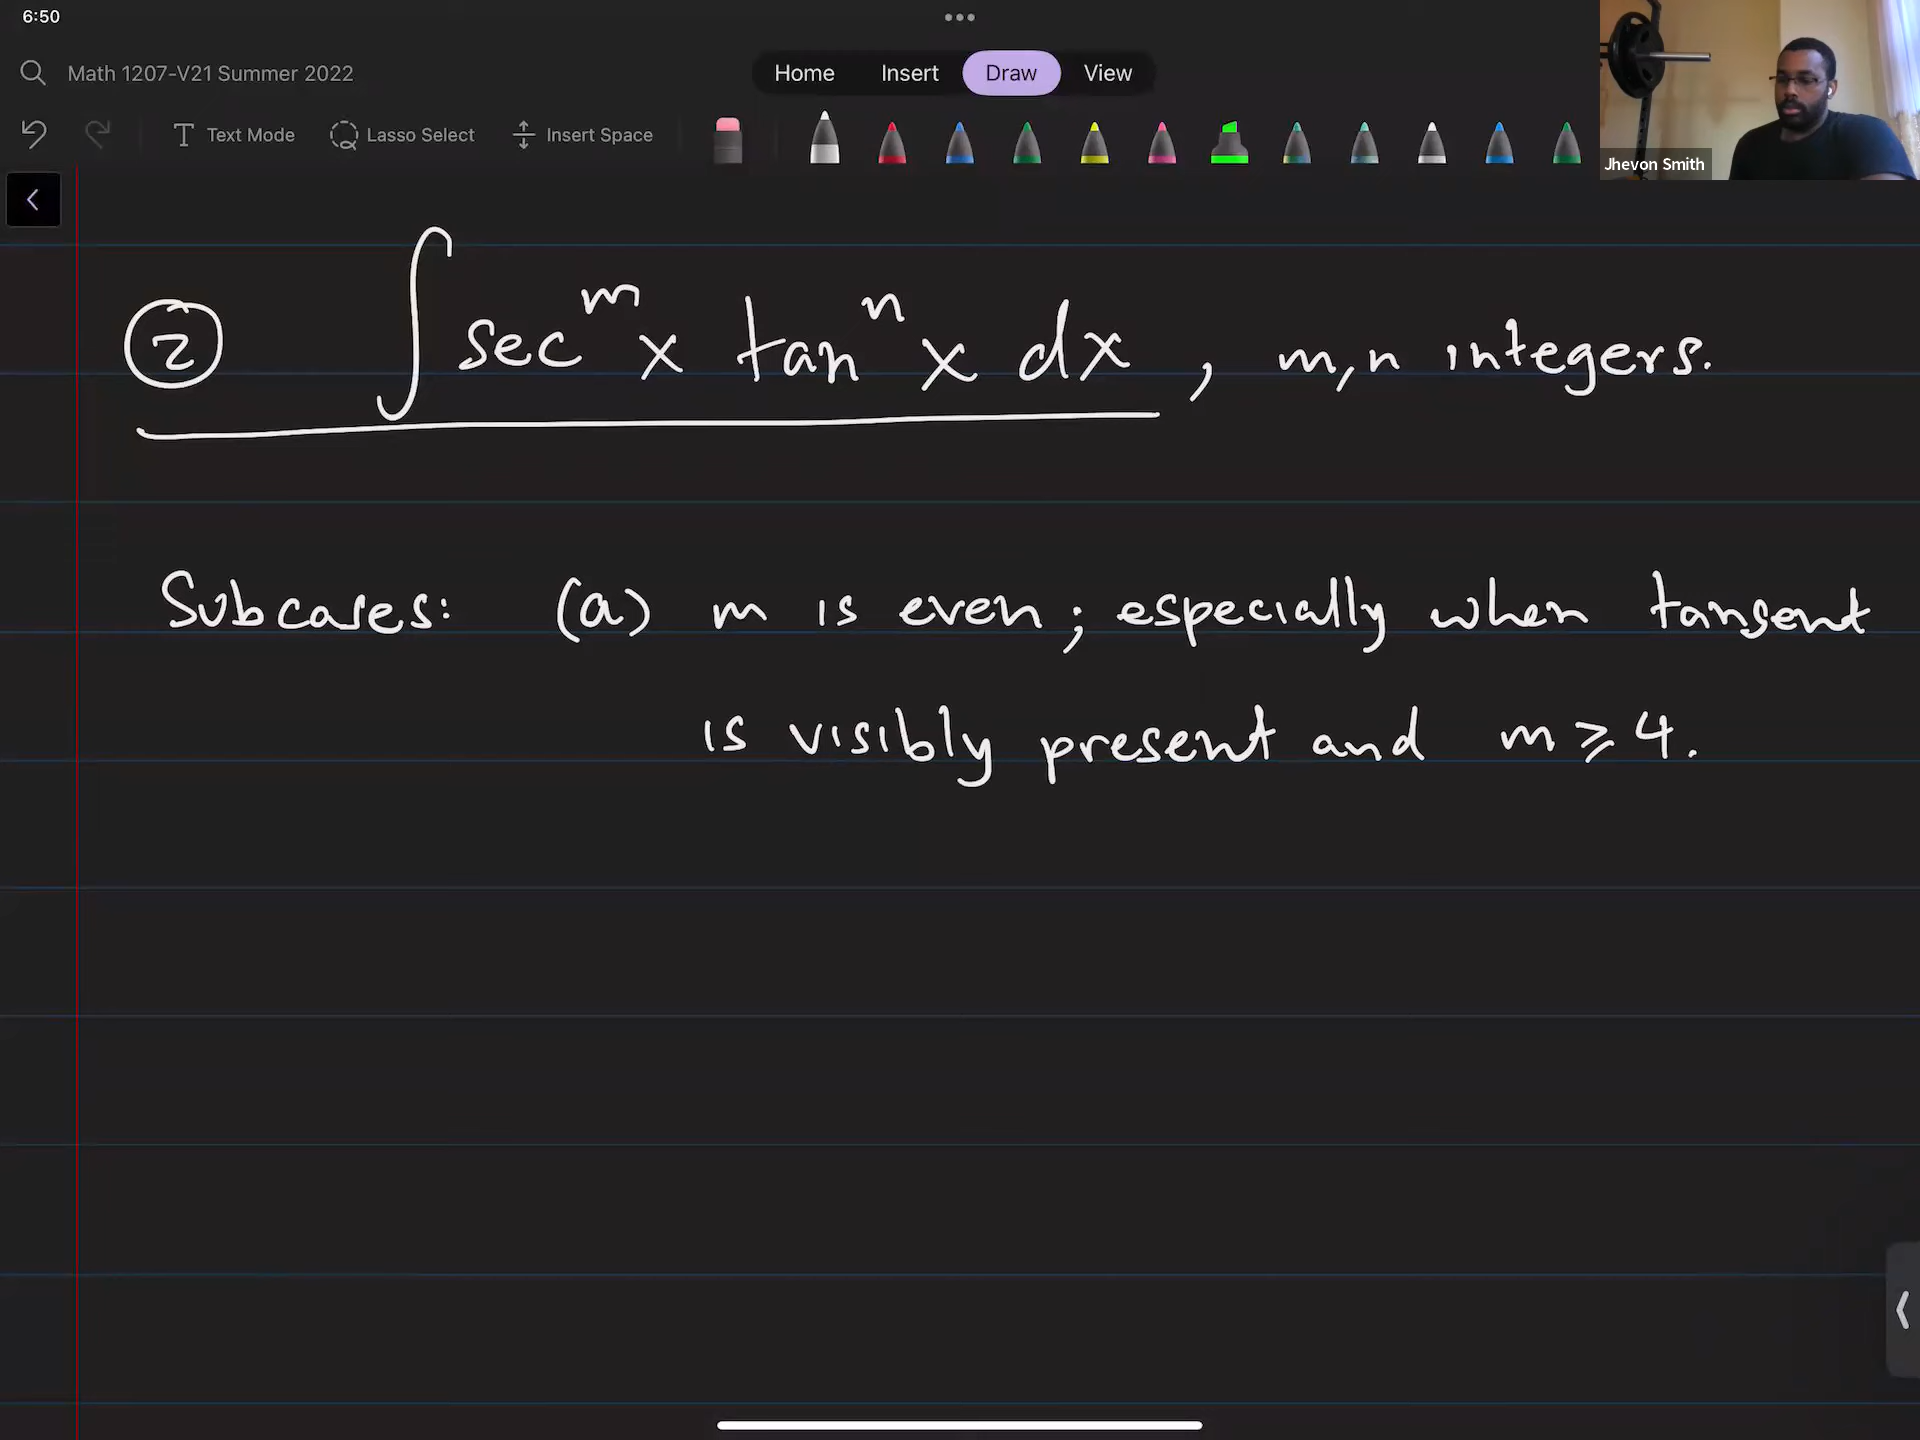 6:50
Math 1207-V21 Summer 2022
Home Insert Draw View
Text Mode Lasso Select Insert Space
Jhevon Smith
② ∫ sec^m x tan^n x dx , m,n integers.
Subcases: (a) m is even; especially when tangent
is visibly present and m ⩾ 4.